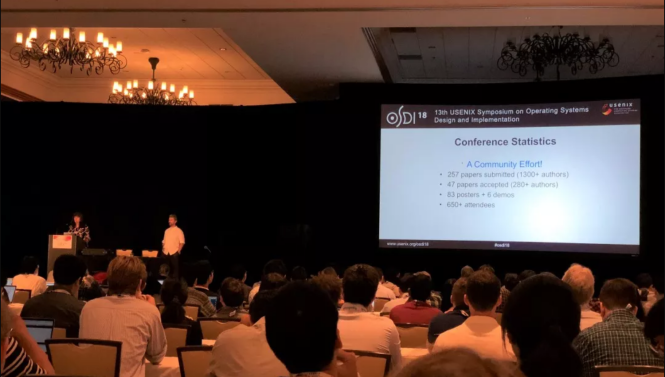 OSDI 18
13th USENIX Symposium on Operating Systems
Design and Implementation
USENIX
Conference Statistics
A Community Effort!
• 257 papers submitted (1300+ authors)
• 47 papers accepted (280+ authors)
• 83 posters + 6 demos
• 650+ attendees
www.usenix.org/osdi18
#osdi18